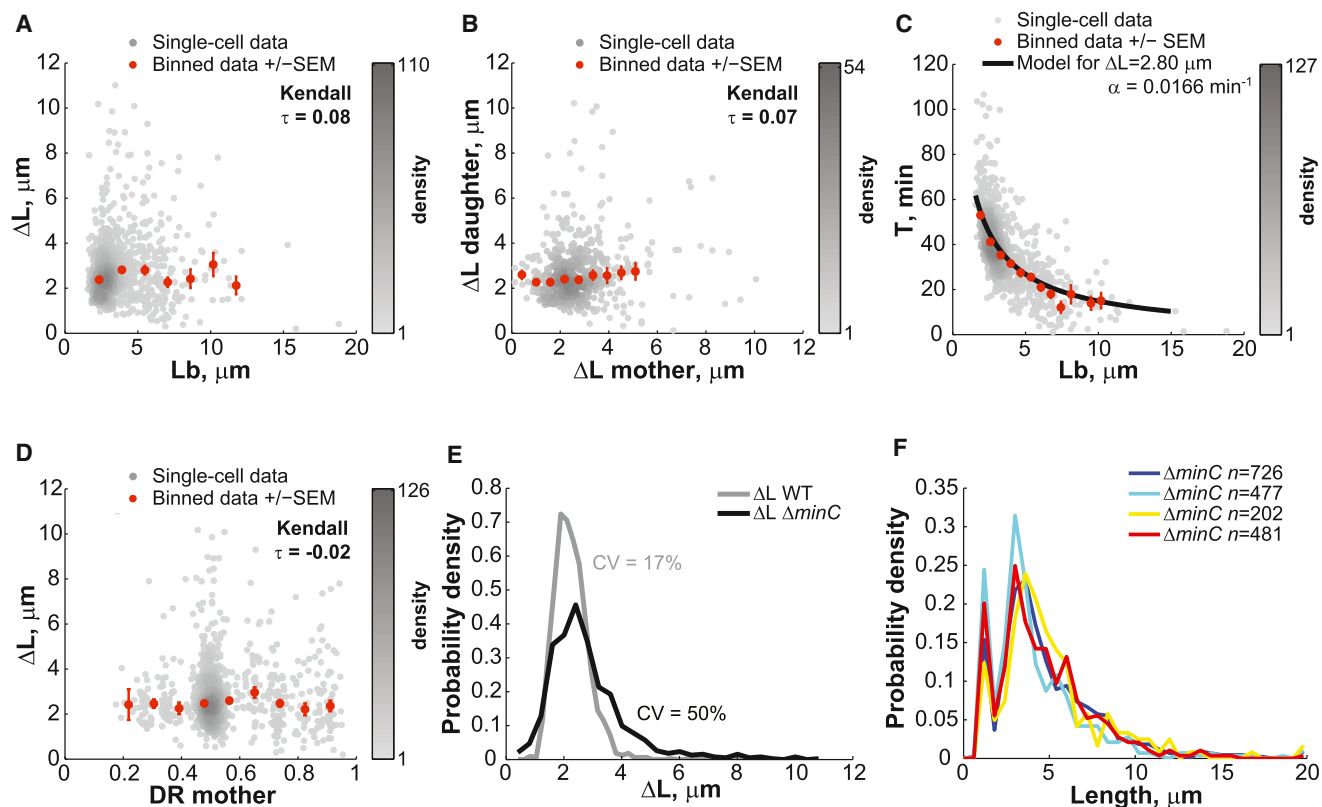 A
Single-cell data
Binned data +/−SEM
Kendall
τ = 0.08
ΔL, μm
12
10
8
6
4
2
0
0 5 10 15 20
Lb, μm
110
density
1
B
Single-cell data
Binned data +/−SEM
Kendall
τ = 0.07
ΔL daughter, μm
12
10
8
6
4
2
0
0 2 4 6 8 10 12
ΔL mother, μm
54
density
1
C
Single-cell data
Binned data +/− SEM
Model for ΔL=2.80 μm
α = 0.0166 min⁻¹
T, min
120
100
80
60
40
20
0
0 5 10 15 20
Lb, μm
127
density
1
D
Single-cell data
Binned data +/−SEM
Kendall
τ = -0.02
ΔL, μm
12
10
8
6
4
2
0
0 0.2 0.4 0.6 0.8 1
DR mother
126
density
1
E
ΔL WT
ΔL ΔminC
CV = 17%
CV = 50%
Probability density
0.8
0.7
0.6
0.5
0.4
0.3
0.2
0.1
0
0 2 4 6 8 10 12
ΔL, μm
F
ΔminC n=726
ΔminC n=477
ΔminC n=202
ΔminC n=481
Probability density
0.35
0.3
0.25
0.2
0.15
0.1
0.05
0
0 5 10 15 20
Length, μm